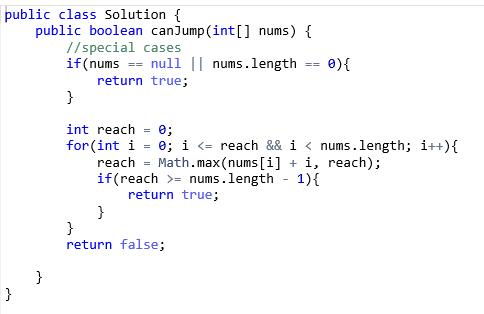 public class Solution {
    public boolean canJump(int[] nums) {
        //special cases
        if(nums == null || nums.length == 0){
            return true;
        }

        int reach = 0;
        for(int i = 0; i <= reach && i < nums.length; i++){
            reach = Math.max(nums[i] + i, reach);
            if(reach >= nums.length - 1){
                return true;
            }
        }
        return false;

    }
}